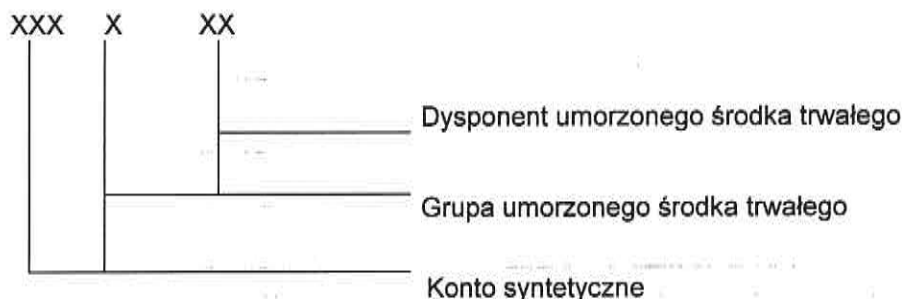 XXX X XX
Dysponent umorzonego środka trwałego
Grupa umorzonego środka trwałego
Konto syntetyczne